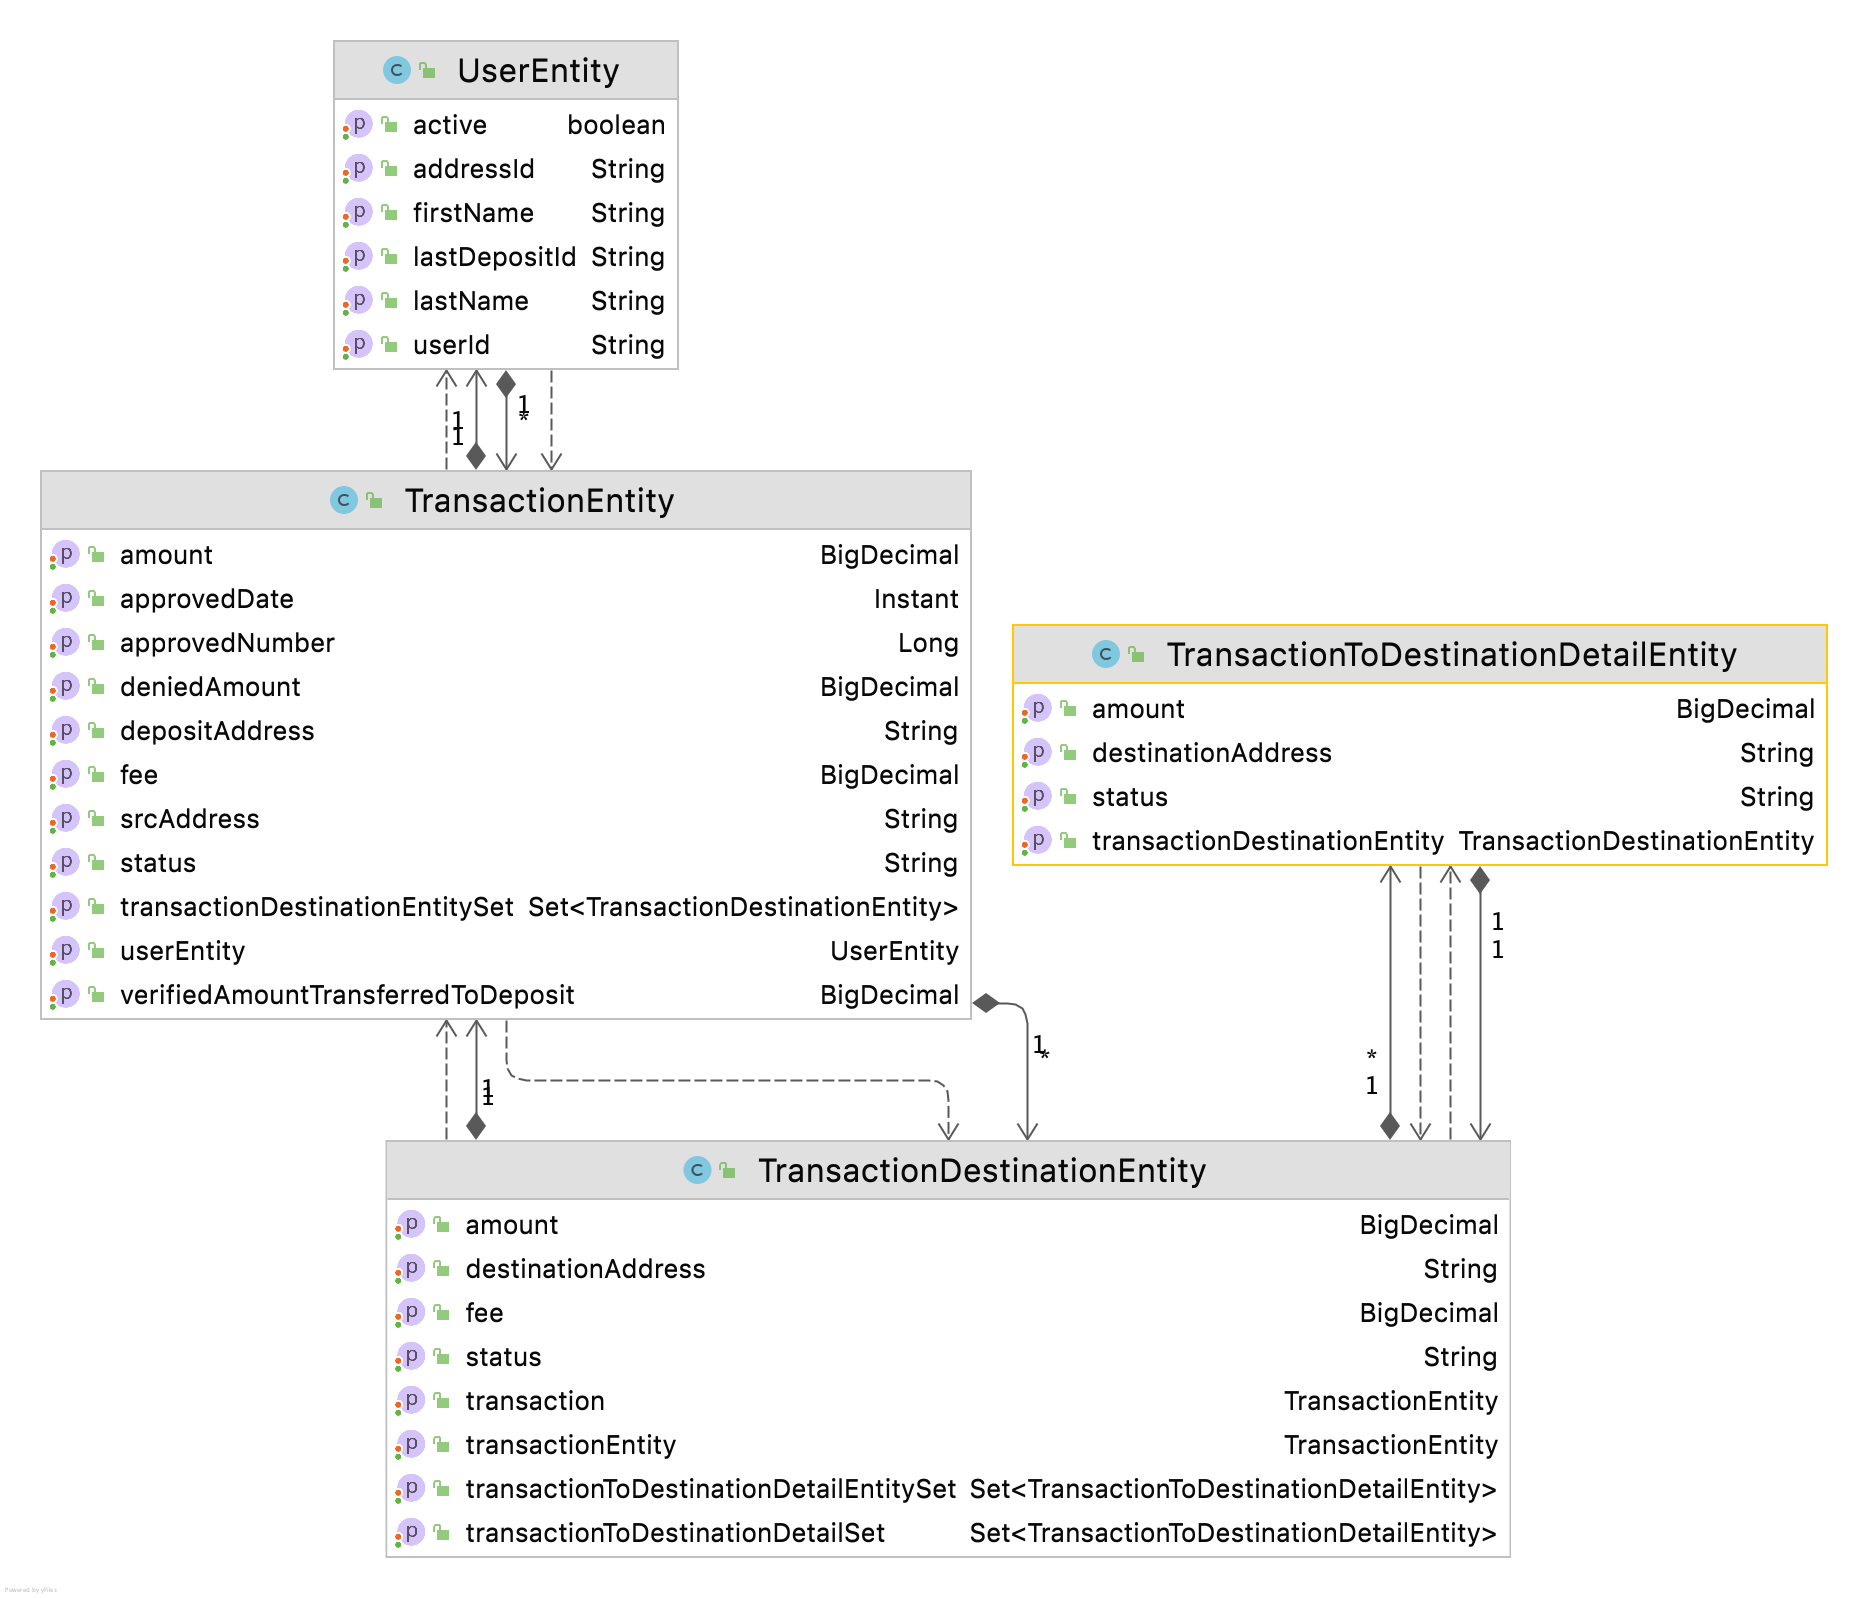 C UserEntity
p active boolean
p addressId String
p firstName String
p lastDepositId String
p lastName String
p userId String
1
*
1
1
C TransactionEntity
p amount BigDecimal
p approvedDate Instant
p approvedNumber Long
p deniedAmount BigDecimal
p depositAddress String
p fee BigDecimal
p srcAddress String
p status String
p transactionDestinationEntitySet Set<TransactionDestinationEntity>
p userEntity UserEntity
p verifiedAmountTransferredToDeposit BigDecimal
C TransactionToDestinationDetailEntity
p amount BigDecimal
p destinationAddress String
p status String
p transactionDestinationEntity TransactionDestinationEntity
1
1
1
*
*
1
1
1
C TransactionDestinationEntity
p amount BigDecimal
p destinationAddress String
p fee BigDecimal
p status String
p transaction TransactionEntity
p transactionEntity TransactionEntity
p transactionToDestinationDetailEntitySet Set<TransactionToDestinationDetailEntity>
p transactionToDestinationDetailSet Set<TransactionToDestinationDetailEntity>
Powered by yFiles